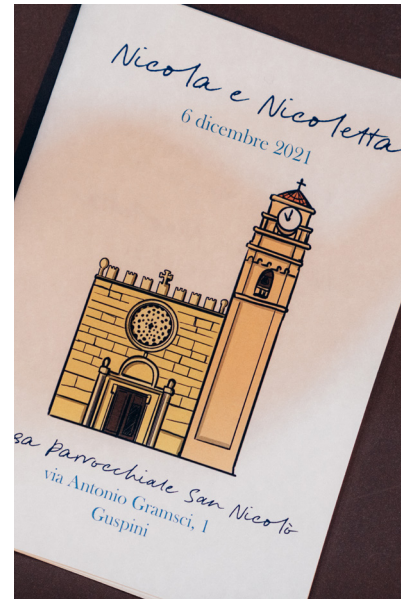 Nicola e Nicoletta
6 dicembre 2021
sa Parrocchiale San Nicolò
via Antonio Gramsci, 1
Guspini